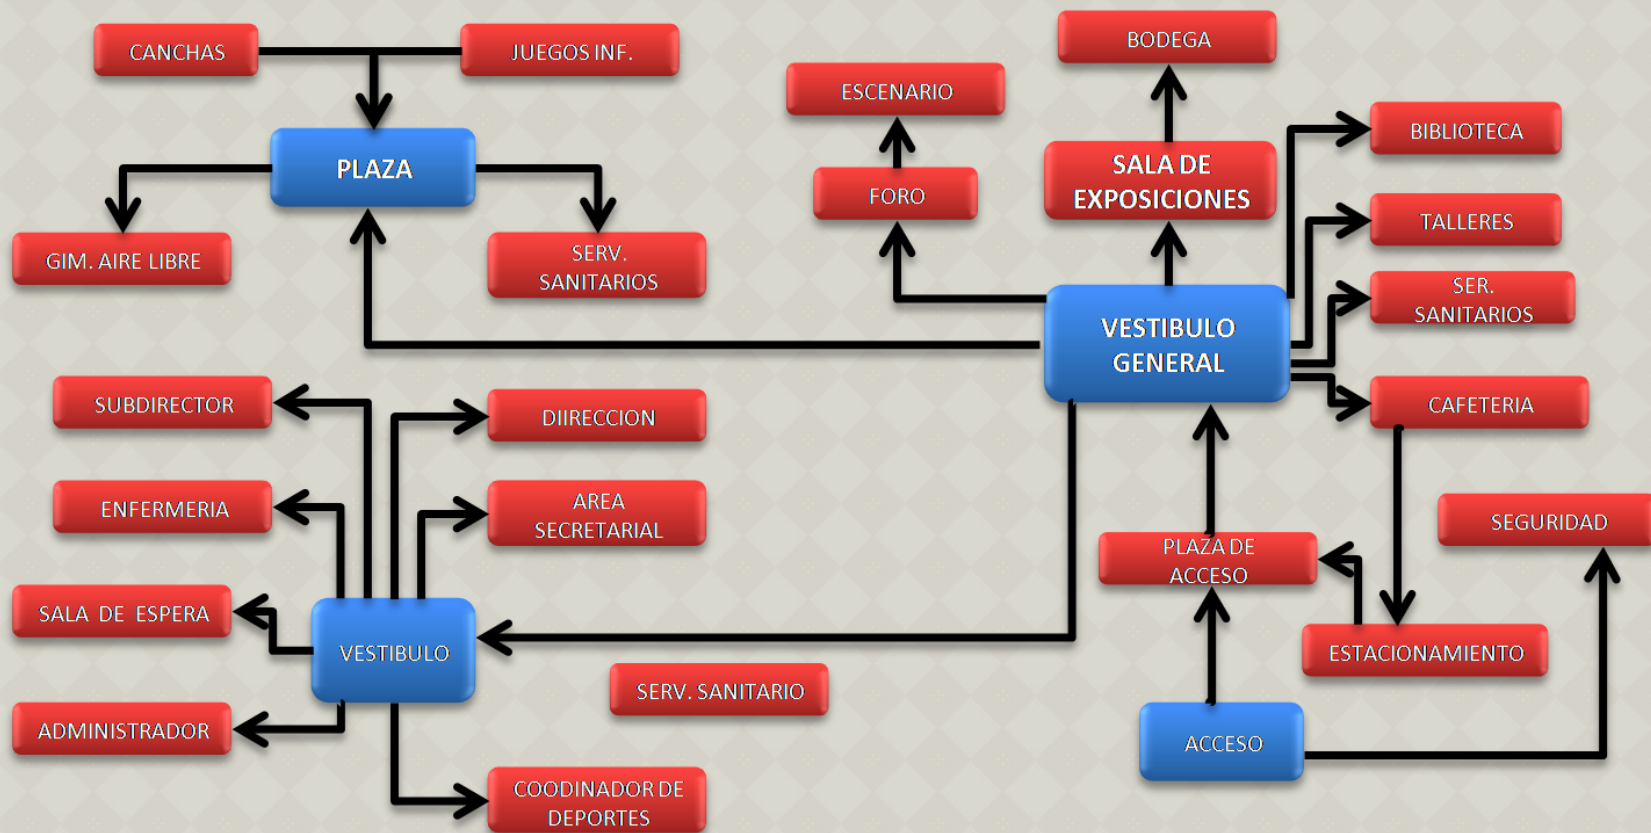 BODEGA
CANCHAS
JUEGOS INF.
ESCENARIO
BIBLIOTECA
PLAZA
SALA DE
EXPOSICIONES
FORO
TALLERES
GIM. AIRE LIBRE
SERV.
SANITARIOS
SER.
SANITARIOS
VESTIBULO
GENERAL
SUBDIRECTOR
DIIRECCION
CAFETERIA
ENFERMERIA
AREA
SECRETARIAL
SEGURIDAD
PLAZA DE
ACCESO
SALA DE ESPERA
VESTIBULO
ESTACIONAMIENTO
SERV. SANITARIO
ADMINISTRADOR
ACCESO
COODINADOR DE
DEPORTES